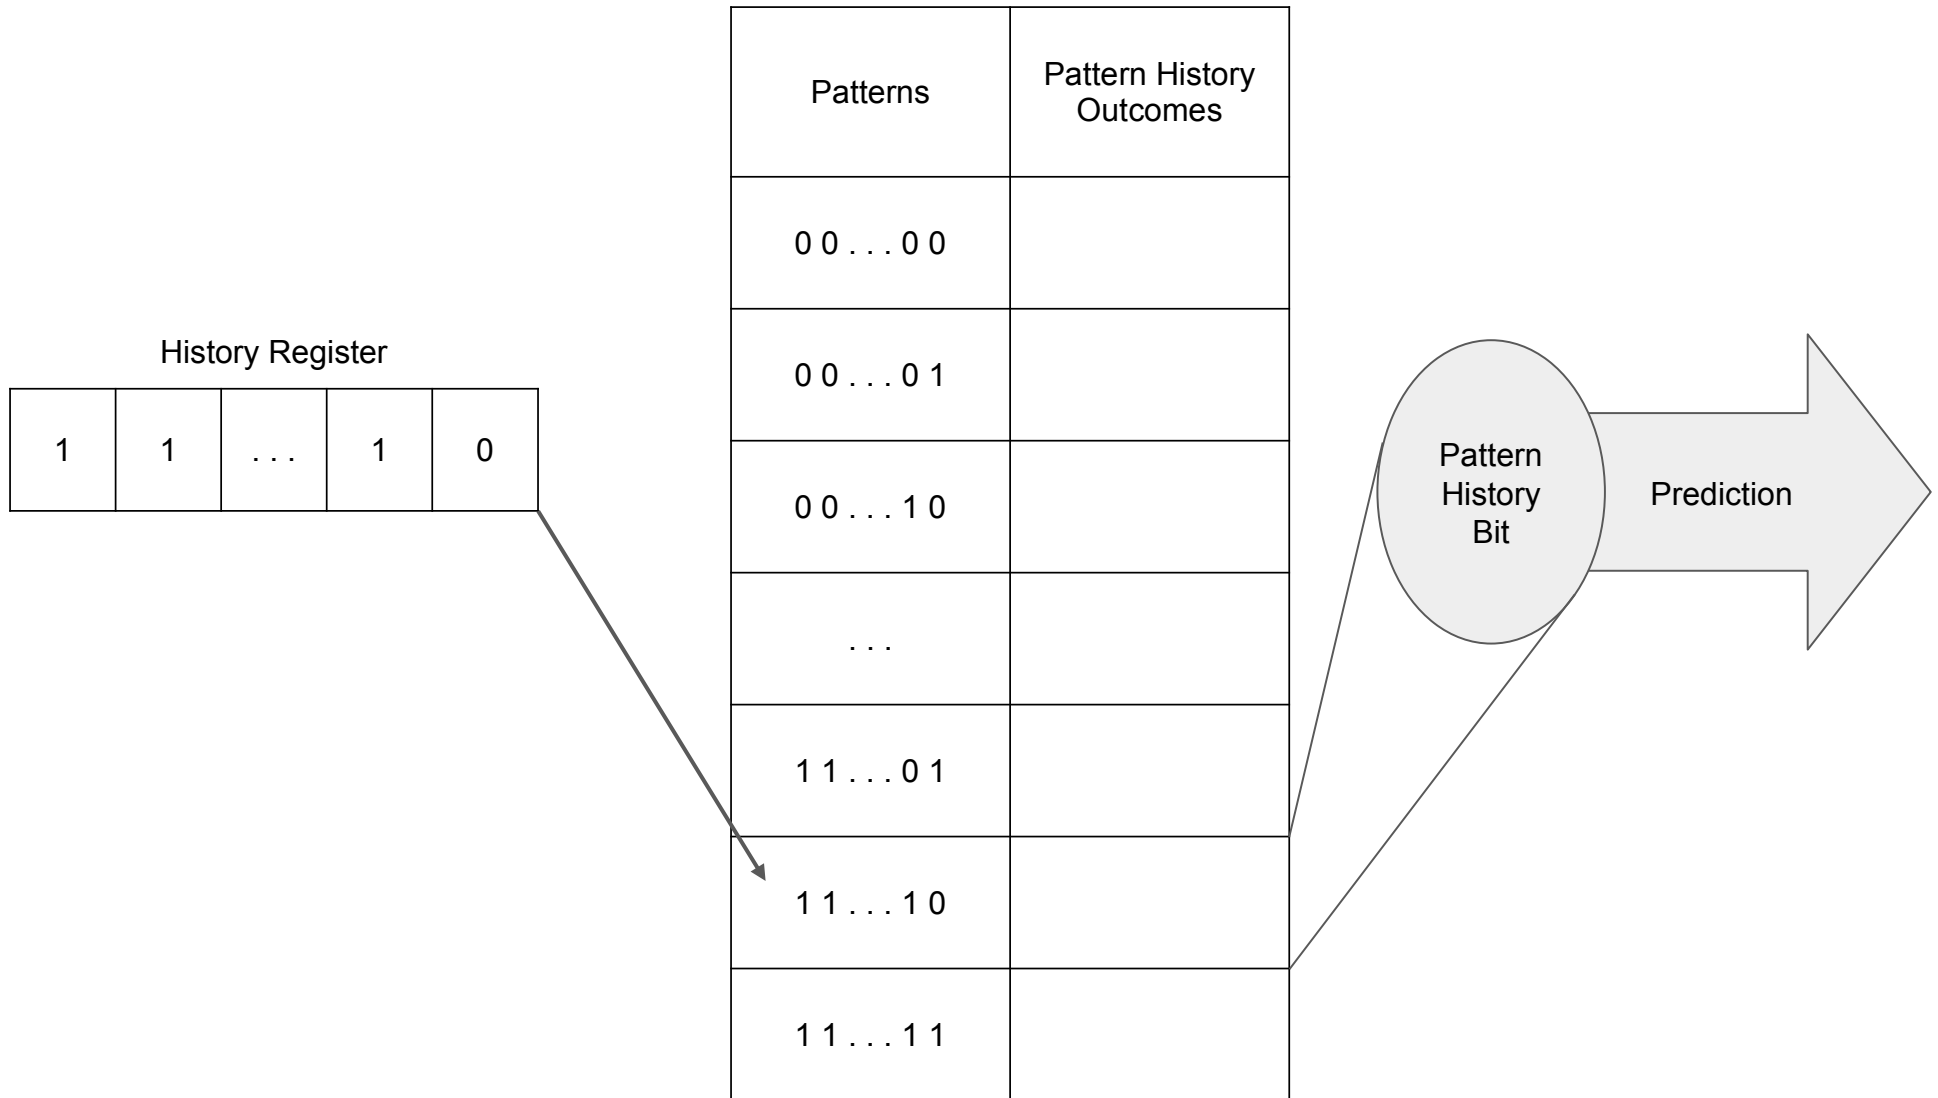 Patterns
Pattern History
Outcomes
0 0 . . . 0 0
0 0 . . . 0 1
0 0 . . . 1 0
. . .
1 1 . . . 0 1
1 1 . . . 1 0
1 1 . . . 1 1
History Register
1 1 . . . 1 0
Pattern
History
Bit
Prediction